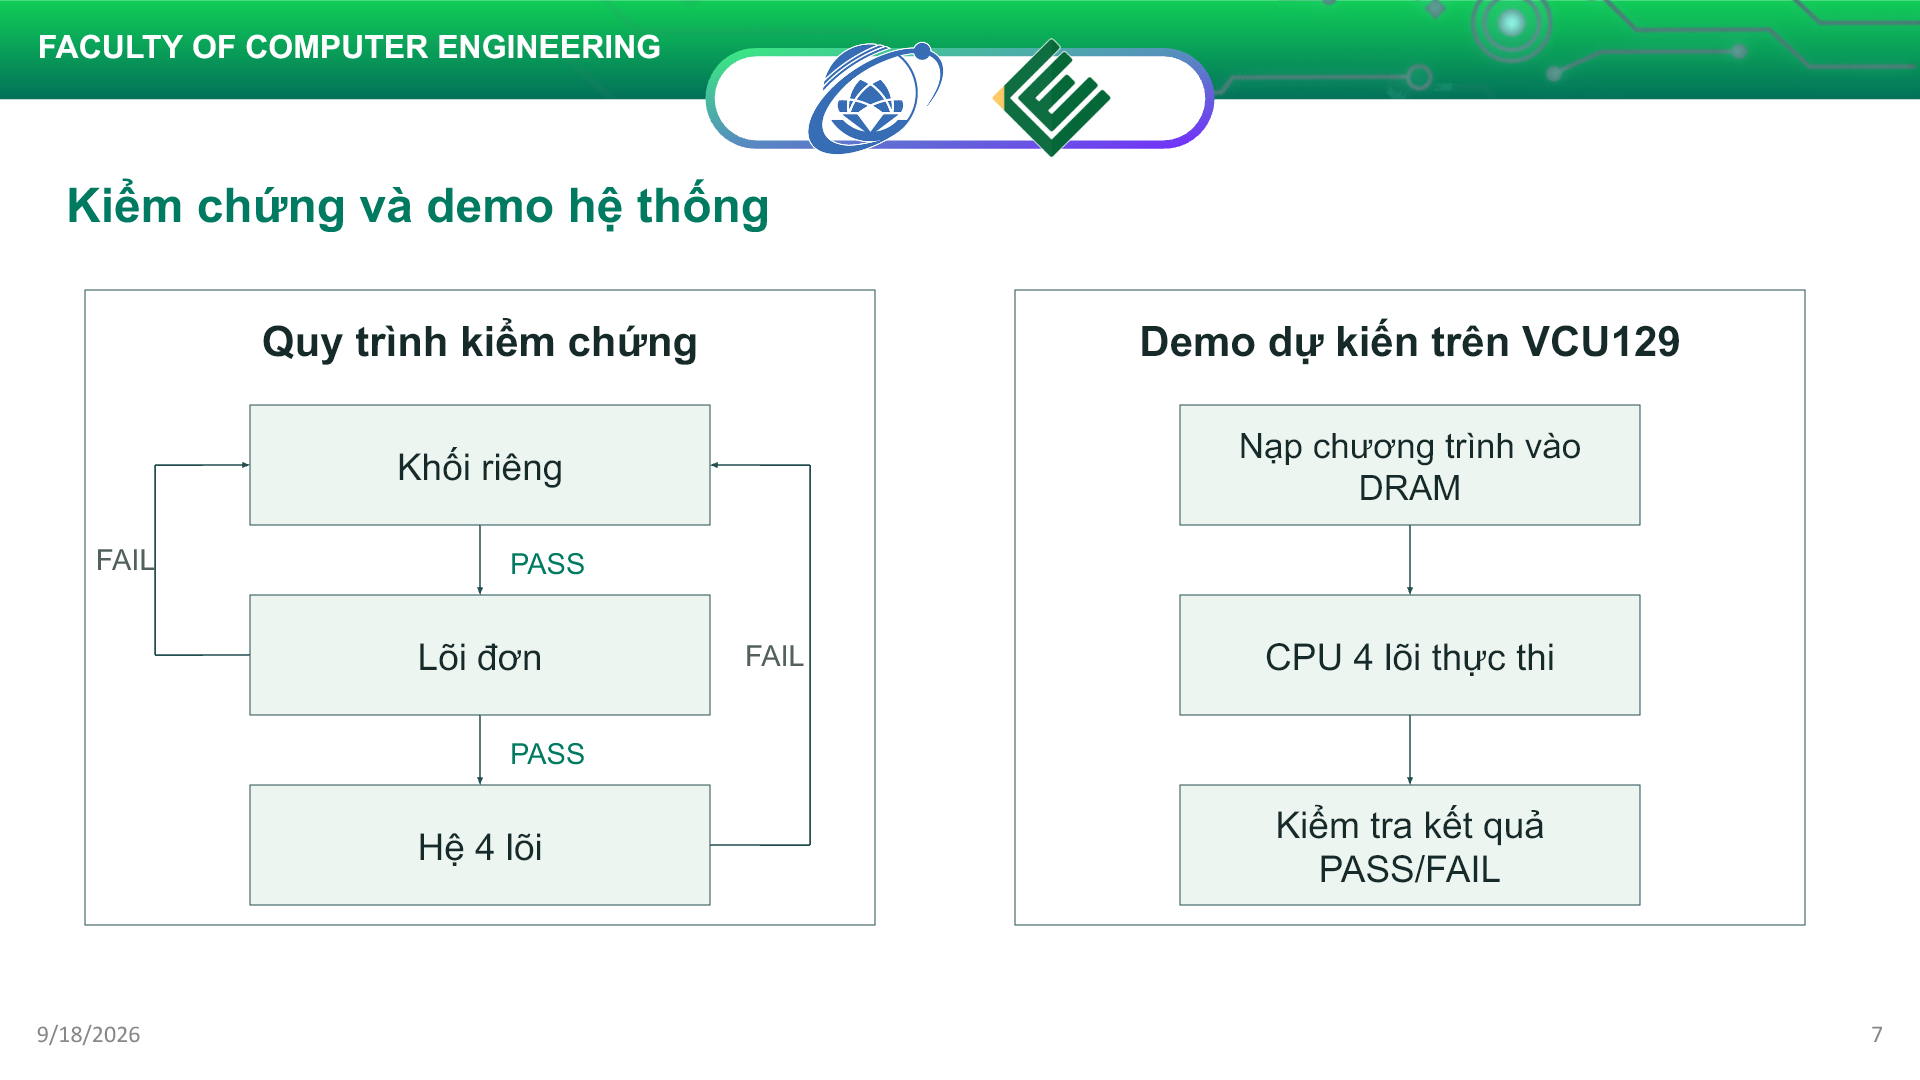 FACULTY OF COMPUTER ENGINEERING
Kiểm chứng và demo hệ thống
Quy trình kiểm chứng
Khối riêng
FAIL
PASS
Lõi đơn
FAIL
PASS
Hệ 4 lõi
Demo dự kiến trên VCU129
Nạp chương trình vào
DRAM
CPU 4 lõi thực thi
Kiểm tra kết quả
PASS/FAIL
9/18/2026
7